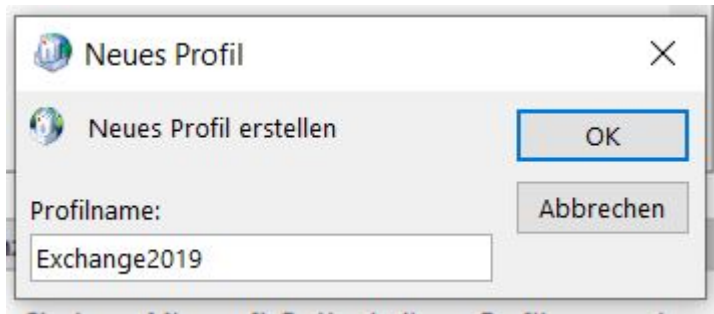 Neues Profil
Neues Profil erstellen
OK
Profilname:
Abbrechen
Exchange2019